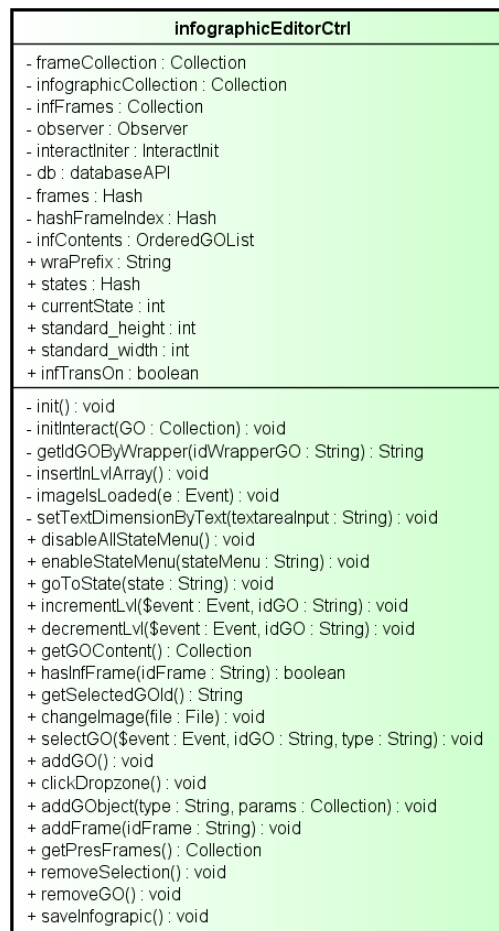 infographicEditorCtrl
- frameCollection : Collection
- infographicCollection : Collection
- infFrames : Collection
- observer : Observer
- interactIniter : InteractInit
- db : databaseAPI
- frames : Hash
- hashFrameIndex : Hash
- infContents : OrderedGOList
+ wraPrefix : String
+ states : Hash
+ currentState : int
+ standard_height : int
+ standard_width : int
+ infTransOn : boolean
- init() : void
- initInteract(GO : Collection) : void
- getIdGOByWrapper(idWrapperGO : String) : String
- insertInLvlArray() : void
- imageIsLoaded(e : Event) : void
- setTextDimensionByText(textareaInput : String) : void
+ disableAllStateMenu() : void
+ enableStateMenu(stateMenu : String) : void
+ goToState(state : String) : void
+ incrementLvl($event : Event, idGO : String) : void
+ decrementLvl($event : Event, idGO : String) : void
+ getGOContent() : Collection
+ hasInfFrame(idFrame : String) : boolean
+ getSelectedGOId() : String
+ changeImage(file : File) : void
+ selectGO($event : Event, idGO : String, type : String) : void
+ addGO() : void
+ clickDropzone() : void
+ addGObject(type : String, params : Collection) : void
+ addFrame(idFrame : String) : void
+ getPresFrames() : Collection
+ removeSelection() : void
+ removeGO() : void
+ saveInfograpic() : void